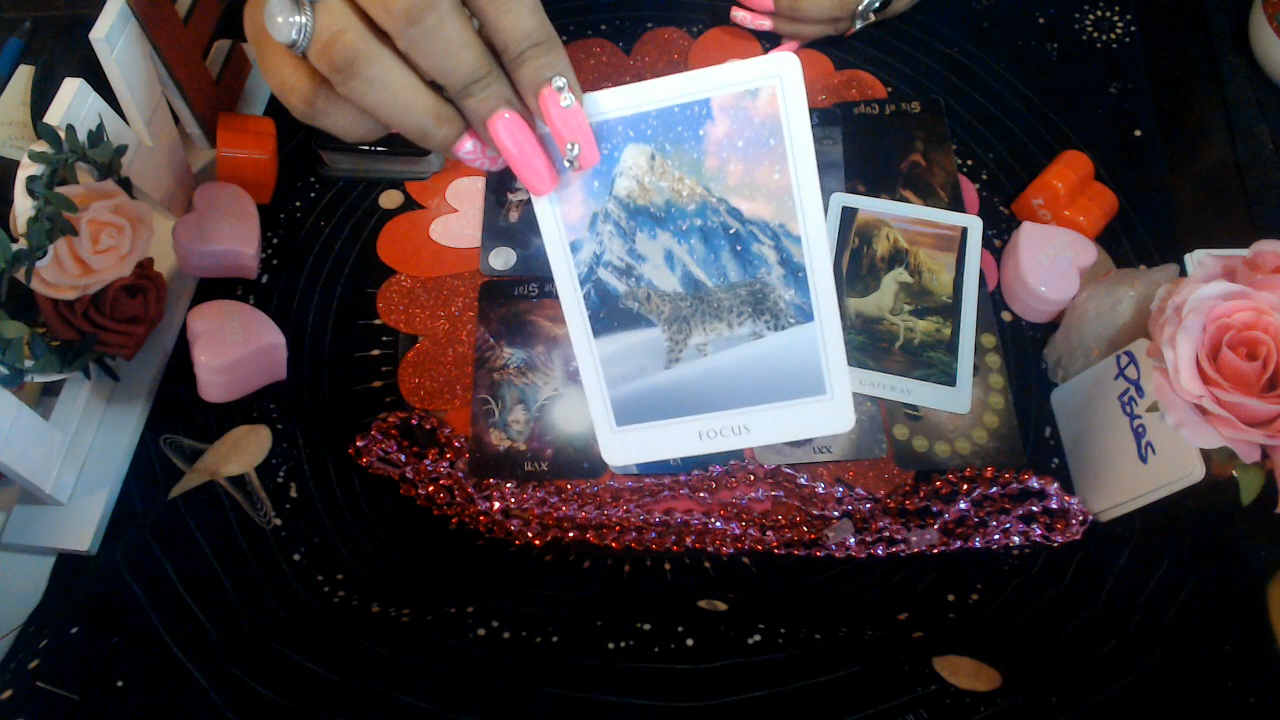 Six of Cups
The Star
GATEWAY
Pisces
FOCUS
XVII
XXI